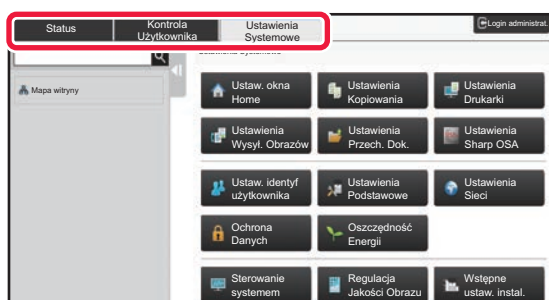 Status
Kontrola
Użytkownika
Ustawienia
Systemowe
Login administrat.
Ustawienia Systemowe
Mapa witryny
Ustaw. okna
Home
Ustawienia
Kopiowania
Ustawienia
Drukarki
Ustawienia
Wysył. Obrazów
Ustawienia
Przech. Dok.
Ustawienia
Sharp OSA
Ustaw. identyf
użytkownika
Ustawienia
Podstawowe
Ustawienia
Sieci
Ochrona
Danych
Oszczędność
Energii
Sterowanie
systemem
Regulacja
Jakości Obrazu
Wstępne
ustaw. instal.